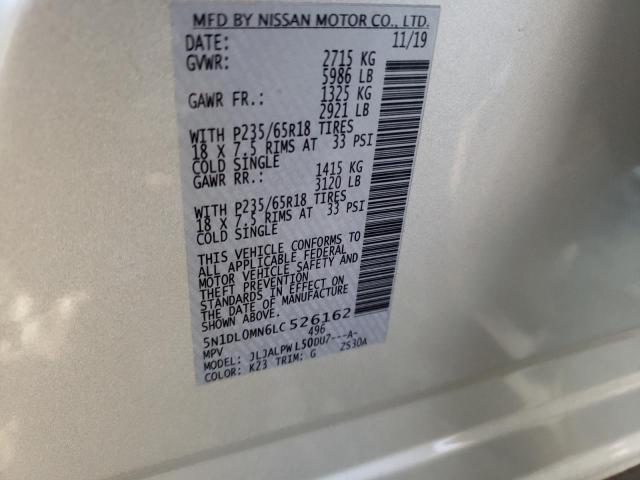 MFD BY NISSAN MOTOR CO., LTD.
DATE: 11/19
GVWR: 2715 KG
5986 LB
GAWR FR.: 1325 KG
2921 LB
WITH P235/65R18 TIRES
18 X 7.5 RIMS AT 33 PSI
COLD SINGLE
GAWR RR.: 1415 KG
3120 LB
WITH P235/65R18 TIRES
18 X 7.5 RIMS AT 33 PSI
COLD SINGLE
THIS VEHICLE CONFORMS TO
ALL APPLICABLE FEDERAL
MOTOR VEHICLE SAFETY AND
THEFT PREVENTION
STANDARDS IN EFFECT ON
THE DATE OF MANUFACTURE
SHOWN ABOVE.
5N1DL0MN6LC526162
MPV 496
MODEL: JLJALPWL50DU7---A-
COLOR: K23 TRIM: G ZS30A